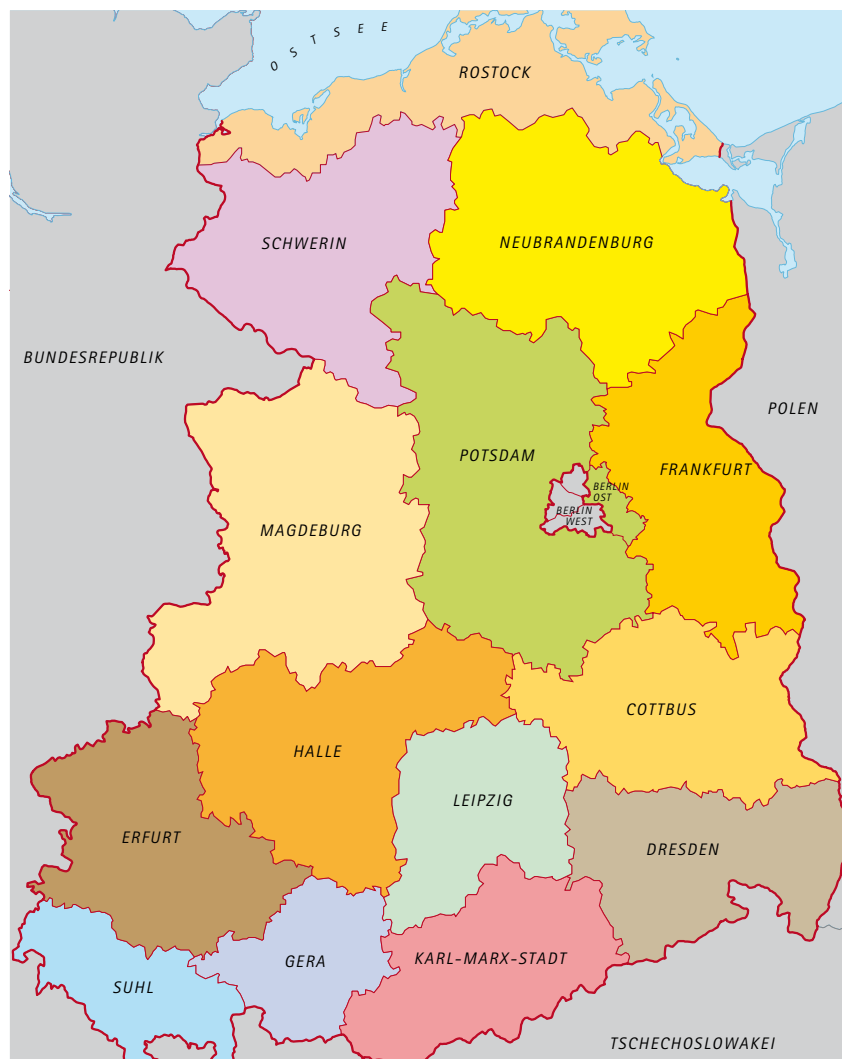 OSTSEE
ROSTOCK
SCHWERIN
NEUBRANDENBURG
BUNDESREPUBLIK
POLEN
POTSDAM
FRANKFURT
BERLIN
OST
BERLIN
WEST
MAGDEBURG
COTTBUS
HALLE
LEIPZIG
ERFURT
DRESDEN
GERA
KARL-MARX-STADT
SUHL
TSCHECHOSLOWAKEI